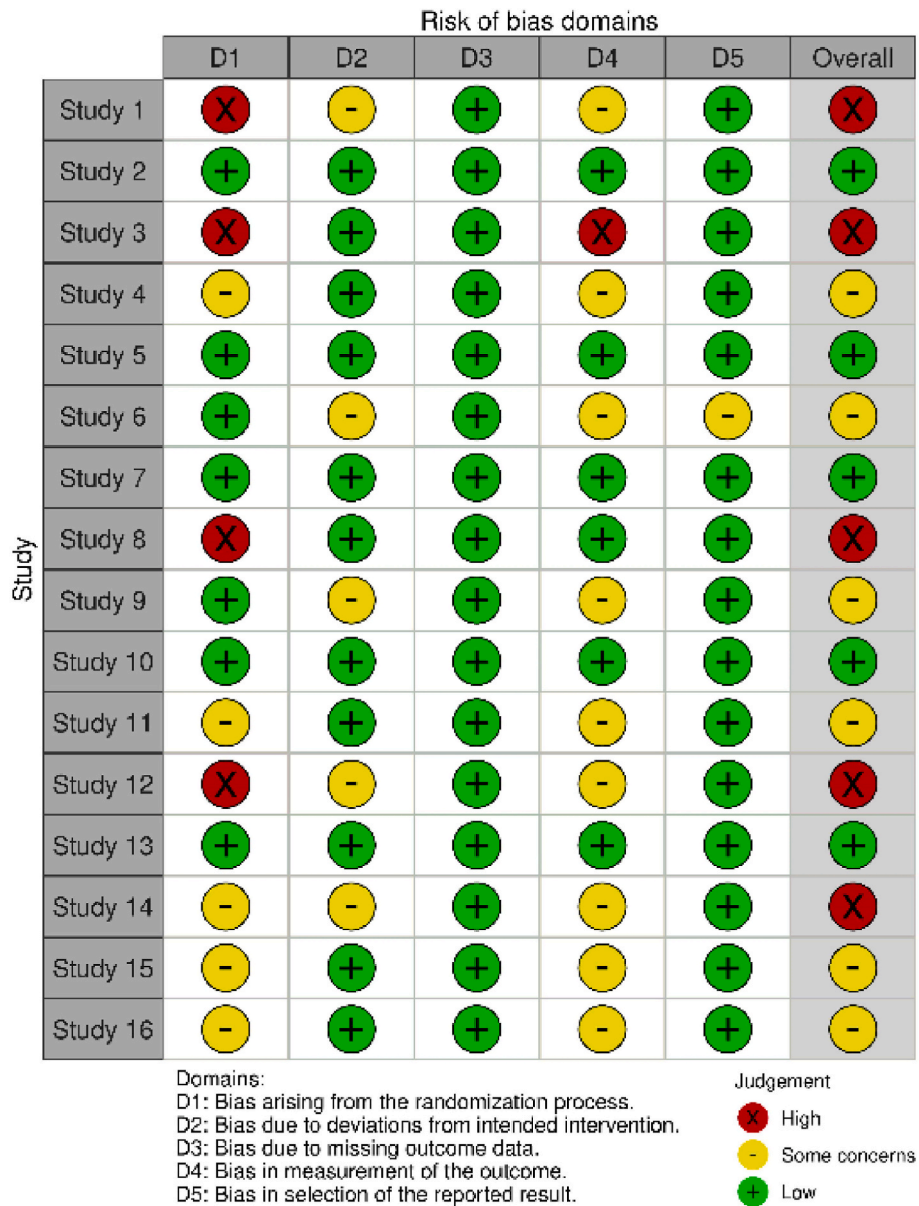 Risk of bias domains
D1 D2 D3 D4 D5 Overall
Study 1 X - + - + X
Study 2 + + + + + +
Study 3 X + + X + X
Study 4 - + + - + -
Study 5 + + + + + +
Study 6 + - + - - -
Study 7 + + + + + +
Study 8 X + + + + X
Study 9 + - + - + -
Study 10 + + + + + +
Study 11 - + + - + -
Study 12 X - + - + X
Study 13 + + + + + +
Study 14 - - + - + X
Study 15 - + + - + -
Study 16 - + + - + -
Study
Domains:
D1: Bias arising from the randomization process.
D2: Bias due to deviations from intended intervention.
D3: Bias due to missing outcome data.
D4: Bias in measurement of the outcome.
D5: Bias in selection of the reported result.
Judgement
X High
- Some concerns
+ Low